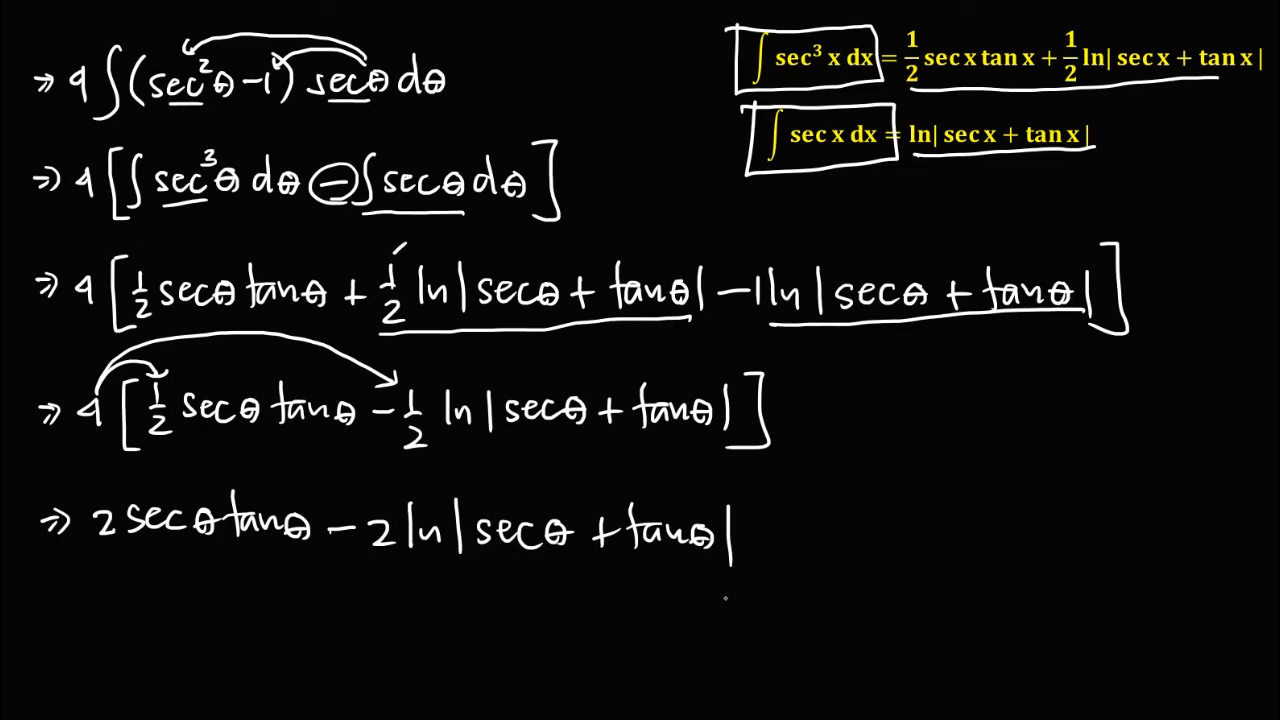 ⇒ 4 ∫ (sec²θ − 1) secθ dθ
∫ sec³ x dx = 1/2 sec x tan x + 1/2 ln| sec x + tan x |
∫ sec x dx = ln| sec x + tan x |
⇒ 4 [ ∫ sec³θ dθ − ∫ secθ dθ ]
⇒ 4 [ 1/2 secθ tanθ + 1/2 ln | secθ + tanθ | − 1 ln | secθ + tanθ | ]
⇒ 4 [ 1/2 secθ tanθ − 1/2 ln | secθ + tanθ | ]
⇒ 2 secθ tanθ − 2 ln | secθ + tanθ |